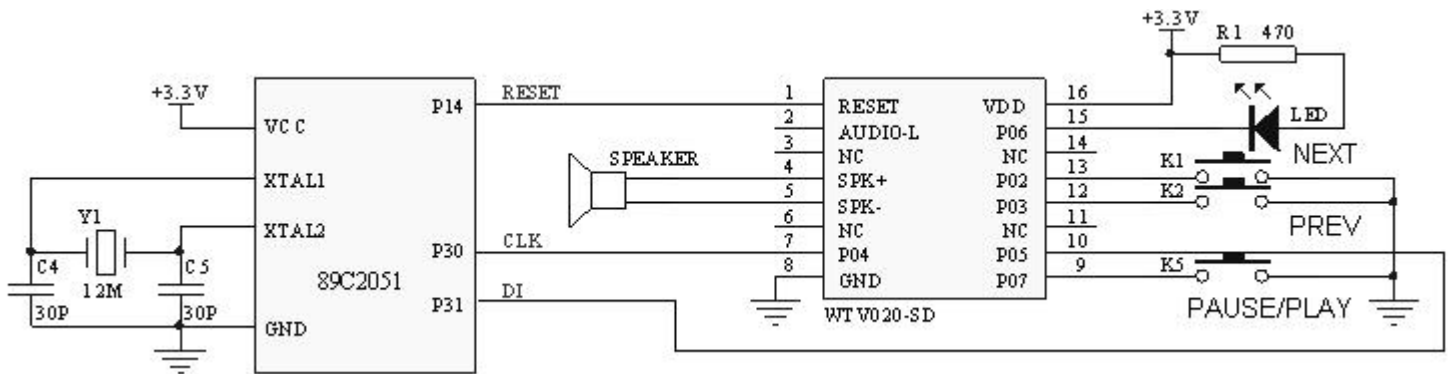 +3.3V
R1 470
+3.3V
P14
RESET
1
RESET
VDD
16
VCC
2
AUDIO-L
P06
15
LED
3
NC
NC
14
NEXT
XTAL1
SPEAKER
4
SPK+
P02
13
K1
5
SPK-
P03
12
K2
Y1
XTAL2
6
NC
NC
11
PREV
C4
C5
P30
CLK
7
P04
P05
10
12M
89C2051
8
GND
P07
9
K5
30P
30P
P31
DI
GND
WTV020-SD
PAUSE/PLAY